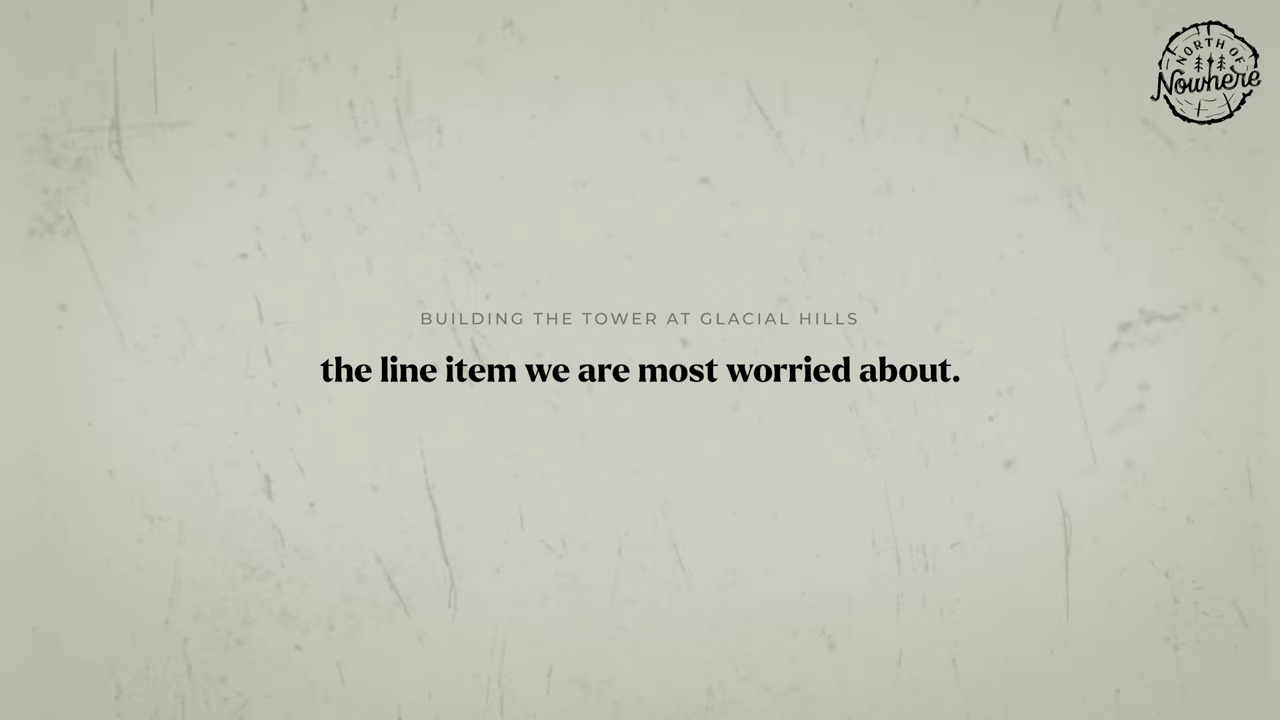 NORTH OF
Nowhere
BUILDING THE TOWER AT GLACIAL HILLS
the line item we are most worried about.